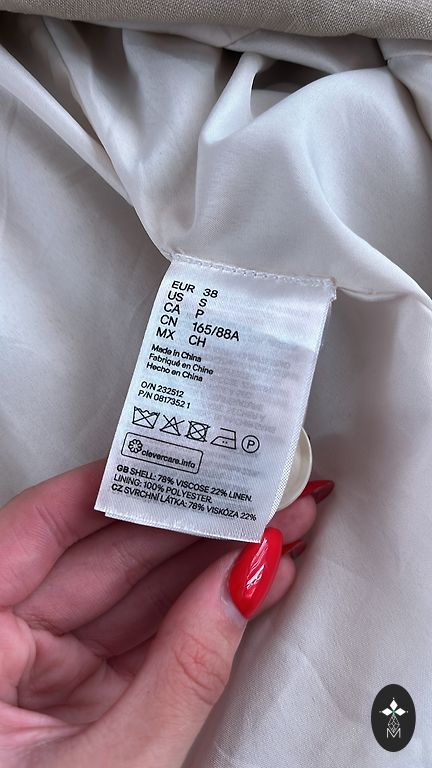 EUR 38
US S
CA P
CN 165/88A
MX CH
Made in China
Fabriqué en Chine
Hecho en China
O/N 232512
P/N 0817352 1
P
clevercare.info
GB SHELL: 78% VISCOSE 22% LINEN.
LINING: 100% POLYESTER.
CZ SVRCHNÍ LÁTKA: 78% VISKÓZA 22%